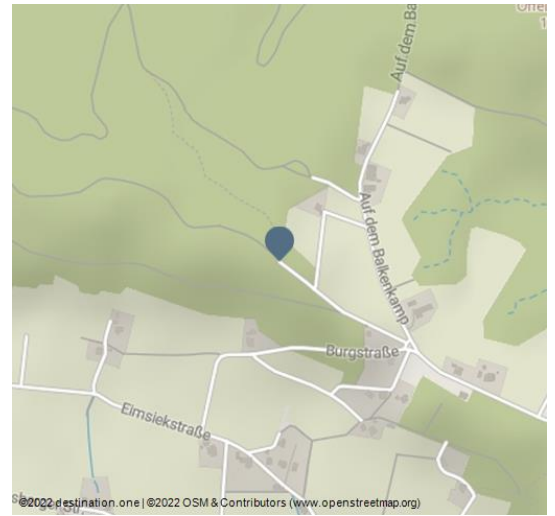 Auf dem Ba
Auf dem Balkenkamp
Burgstraße
Eimsiekstraße
©2022 destination.one | ©2022 OSM & Contributors (www.openstreetmap.org)